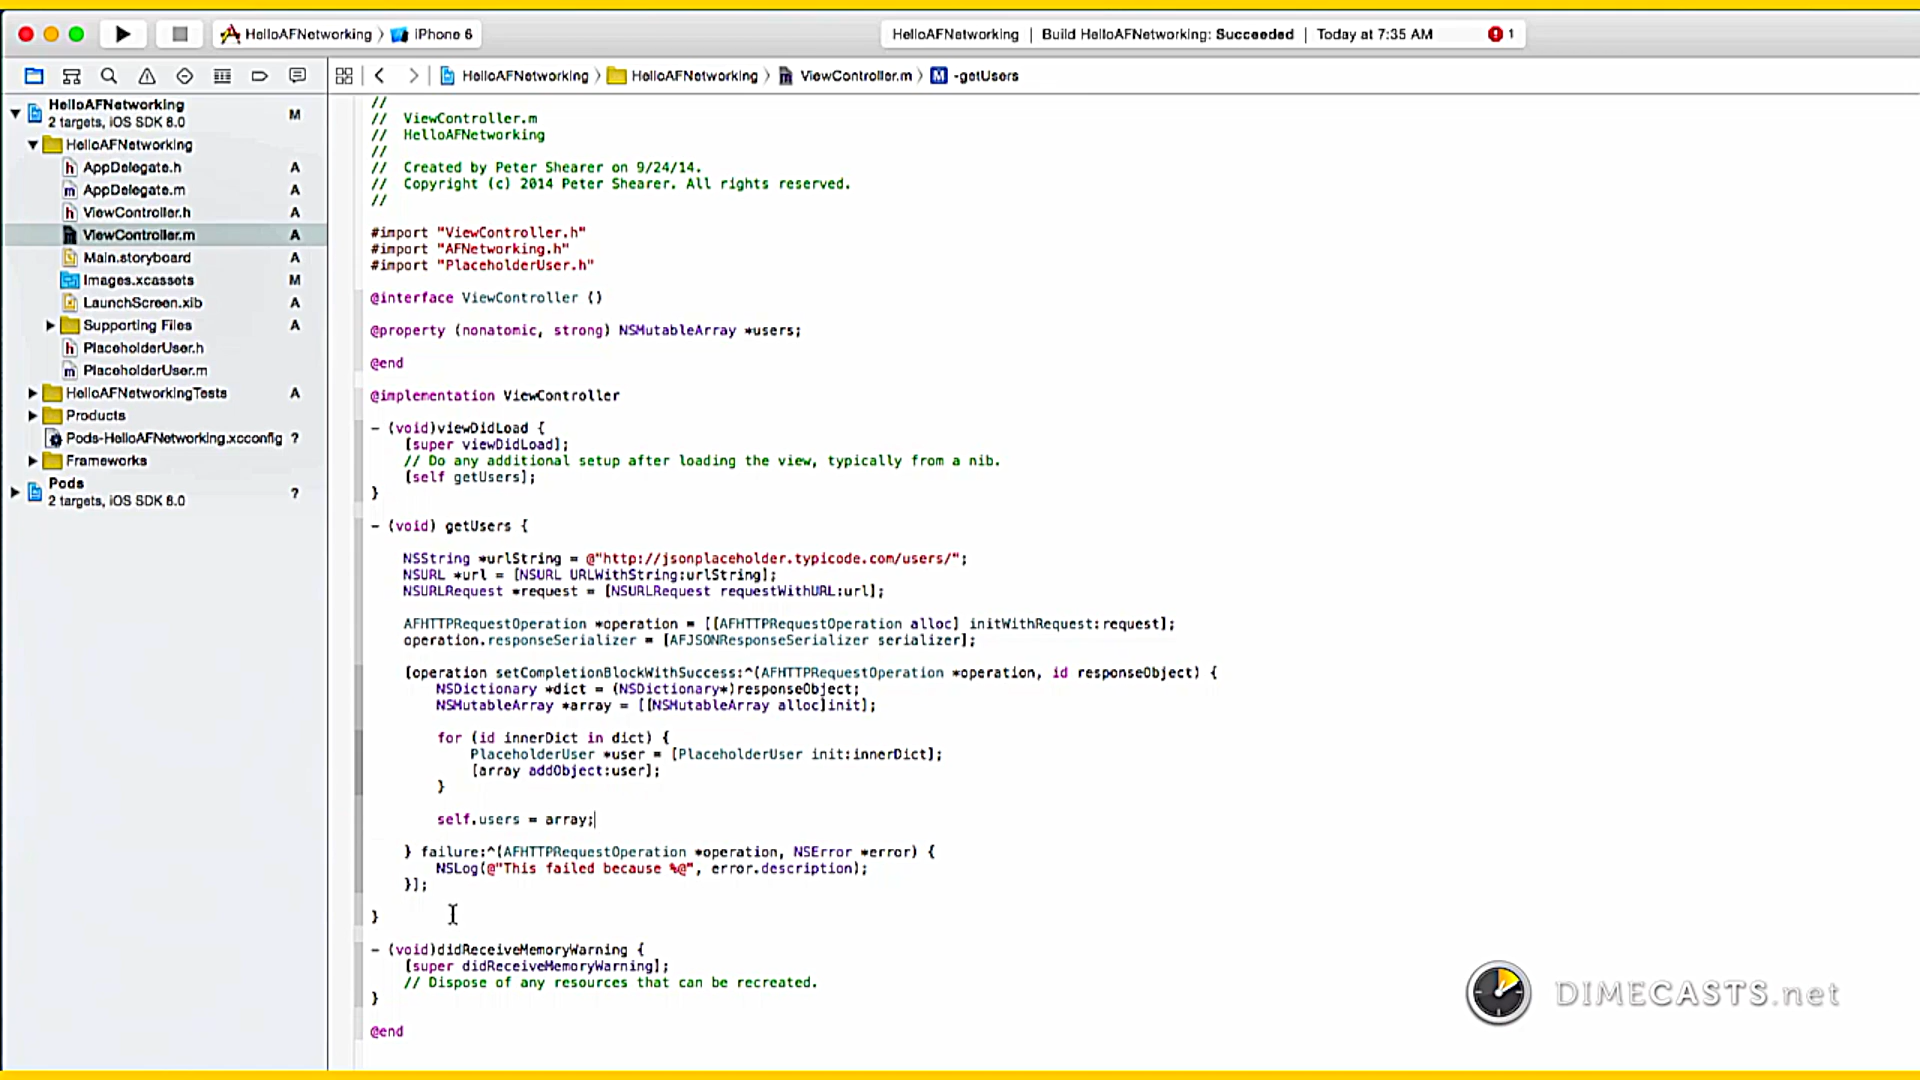 HelloAFNetworking 〉 iPhone 6
HelloAFNetworking | Build HelloAFNetworking: Succeeded | Today at 7:35 AM 1
HelloAFNetworking 〉 HelloAFNetworking 〉 ViewController.m 〉 M -getUsers
HelloAFNetworking M
2 targets, iOS SDK 8.0
HelloAFNetworking
h AppDelegate.h A
m AppDelegate.m A
h ViewController.h A
ViewController.m A
Main.storyboard A
Images.xcassets M
LaunchScreen.xib A
Supporting Files A
h PlaceholderUser.h
m PlaceholderUser.m
HelloAFNetworkingTests A
Products
Pods-HelloAFNetworking.xcconfig ?
Frameworks
Pods
2 targets, iOS SDK 8.0 ?
//
//  ViewController.m
//  HelloAFNetworking
//
//  Created by Peter Shearer on 9/24/14.
//  Copyright (c) 2014 Peter Shearer. All rights reserved.
//
#import "ViewController.h"
#import "AFNetworking.h"
#import "PlaceholderUser.h"
@interface ViewController ()
@property (nonatomic, strong) NSMutableArray *users;
@end
@implementation ViewController
- (void)viewDidLoad {
[super viewDidLoad];
// Do any additional setup after loading the view, typically from a nib.
[self getUsers];
}
- (void) getUsers {
NSString *urlString = @"http://jsonplaceholder.typicode.com/users/";
NSURL *url = [NSURL URLWithString:urlString];
NSURLRequest *request = [NSURLRequest requestWithURL:url];
AFHTTPRequestOperation *operation = [[AFHTTPRequestOperation alloc] initWithRequest:request];
operation.responseSerializer = [AFJSONResponseSerializer serializer];
[operation setCompletionBlockWithSuccess:^(AFHTTPRequestOperation *operation, id responseObject) {
NSDictionary *dict = (NSDictionary*)responseObject;
NSMutableArray *array = [[NSMutableArray alloc]init];
for (id innerDict in dict) {
PlaceholderUser *user = [PlaceholderUser init:innerDict];
[array addObject:user];
}
self.users = array;
} failure:^(AFHTTPRequestOperation *operation, NSError *error) {
NSLog(@"This failed because %@", error.description);
}];
}
- (void)didReceiveMemoryWarning {
[super didReceiveMemoryWarning];
// Dispose of any resources that can be recreated.
}
@end
DIMECASTS.net